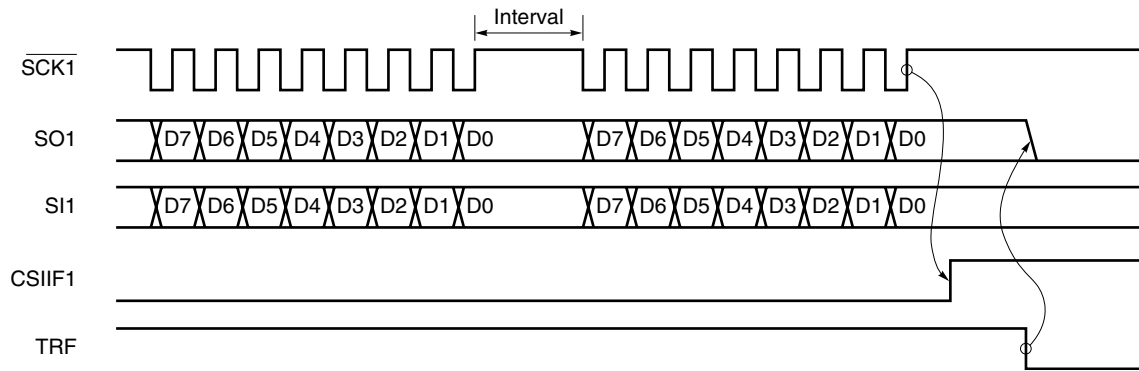 Interval
SCK1
SO1
D7 D6 D5 D4 D3 D2 D1 D0 D7 D6 D5 D4 D3 D2 D1 D0
SI1
D7 D6 D5 D4 D3 D2 D1 D0 D7 D6 D5 D4 D3 D2 D1 D0
CSIIF1
TRF